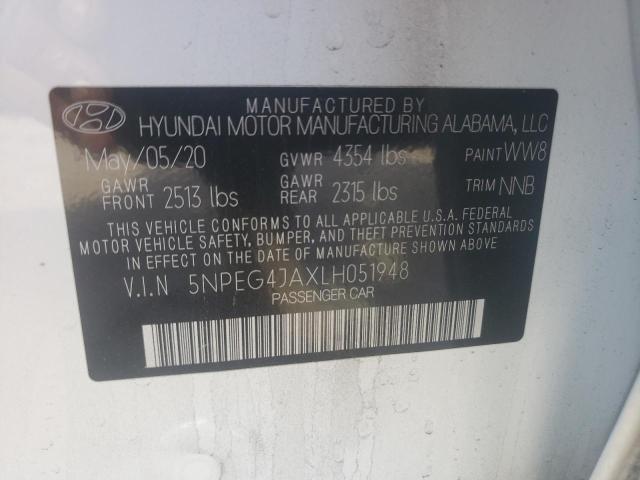 MANUFACTURED BY
HYUNDAI MOTOR MANUFACTURING ALABAMA, LLC
May/05/20 GVWR 4354 lbs PAINT WW8
GAWR FRONT 2513 lbs GAWR REAR 2315 lbs TRIM NNB
THIS VEHICLE CONFORMS TO ALL APPLICABLE U.S.A. FEDERAL
MOTOR VEHICLE SAFETY, BUMPER, AND THEFT PREVENTION STANDARDS
IN EFFECT ON THE DATE OF MANUFACTURE SHOWN ABOVE.
V.I.N 5NPEG4JAXLH051948
PASSENGER CAR